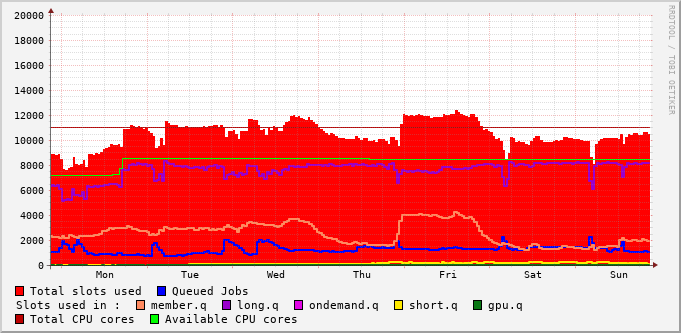 20000
18000
16000
14000
12000
10000
8000
6000
4000
2000
0
Mon Tue Wed Thu Fri Sat Sun
RRDTOOL / TOBI OETIKER
Total slots used Queued Jobs
Slots used in : member.q long.q ondemand.q short.q gpu.q
Total CPU cores Available CPU cores